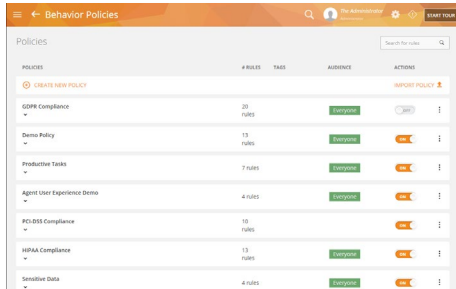 Behavior Policies
The Administrator
START TOUR
Policies
Search for rules
POLICIES # RULES TAGS AUDIENCE ACTIONS
CREATE NEW POLICY IMPORT POLICY
GDPR Compliance 20 rules Everyone OFF
Demo Policy 13 rules Everyone ON
Productive Tasks 7 rules Everyone ON
Agent User Experience Demo 4 rules Everyone ON
PCI-DSS Compliance 10 rules Everyone ON
HIPAA Compliance 13 rules Everyone ON
Sensitive Data 4 rules Everyone ON